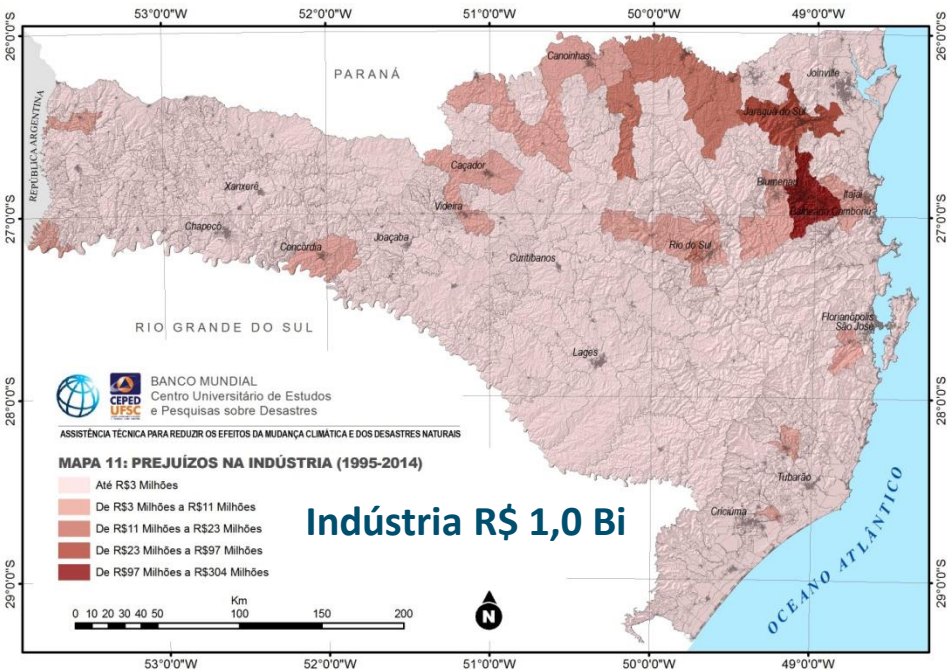 53°0'0"S
52°0'0"S
51°0'0"S
50°0'0"S
49°0'0"S
26°0'0"S
26°0'0"S
PARANÁ
Canoinhas
Joinville
Jaraguá do Sul
REPÚBLICA ARGENTINA
Caçador
Xanxerê
Blumenau
Itajaí
Videira
Balneário Camboriú
27°0'0"S
27°0'0"S
Chapecó
Joaçaba
Rio do Sul
Concórdia
Curitibanos
RIO GRANDE DO SUL
Florianópolis
São José
Lages
BANCO MUNDIAL
CEPED
UFSC
Centro Universitário de Estudos
e Pesquisas sobre Desastres
28°0'0"S
28°0'0"S
ASSISTÊNCIA TÉCNICA PARA REDUZIR OS EFEITOS DA MUDANÇA CLIMÁTICA E DOS DESASTRES NATURAIS
MAPA 11: PREJUÍZOS NA INDÚSTRIA (1995-2014)
Até R$3 Milhões
De R$3 Milhões a R$11 Milhões
De R$11 Milhões a R$23 Milhões
De R$23 Milhões a R$97 Milhões
De R$97 Milhões a R$304 Milhões
Indústria R$ 1,0 Bi
Tubarão
Criciúma
OCEANO ATLÂNTICO
29°0'0"S
29°0'0"S
Km
0 10 20 30 40 50 100 150 200
N
53°0'0"S
52°0'0"S
51°0'0"S
50°0'0"S
49°0'0"S